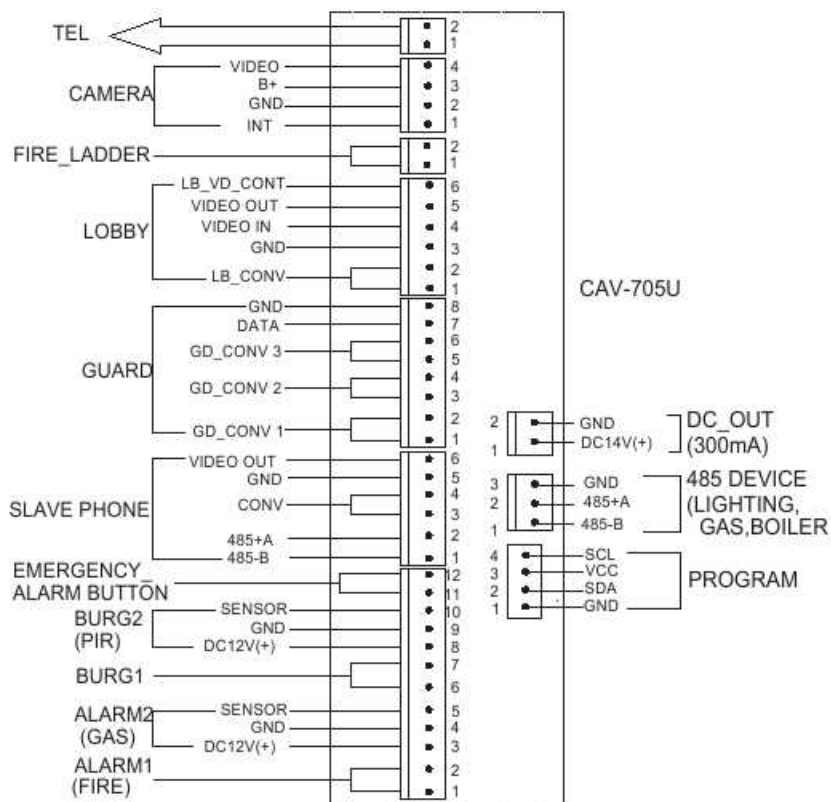 TEL
2
1
CAMERA
VIDEO
B+
GND
INT
4
3
2
1
FIRE_LADDER
2
1
LOBBY
LB_VD_CONT
VIDEO OUT
VIDEO IN
GND
LB_CONV
6
5
4
3
2
1
GUARD
GND
DATA
GD_CONV 3
GD_CONV 2
GD_CONV 1
8
7
6
5
4
3
2
1
SLAVE PHONE
VIDEO OUT
GND
CONV
485+A
485-B
6
5
4
3
2
1
EMERGENCY_
ALARM BUTTON
12
11
BURG2
(PIR)
SENSOR
GND
DC12V(+)
10
9
8
BURG1
7
6
ALARM2
(GAS)
SENSOR
GND
DC12V(+)
5
4
3
ALARM1
(FIRE)
2
1
CAV-705U
2
1
GND
DC14V(+)
DC_OUT
(300mA)
3
2
1
GND
485+A
485-B
485 DEVICE
(LIGHTING,
GAS,BOILER
4
3
2
1
SCL
VCC
SDA
GND
PROGRAM